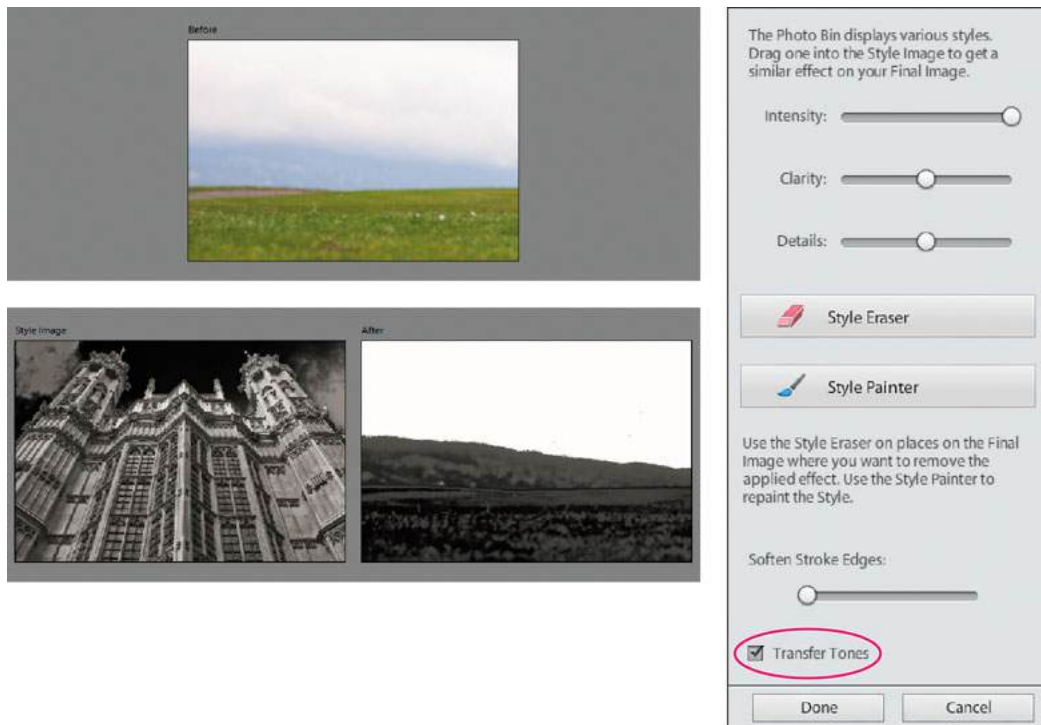 Before
Style Image
After
The Photo Bin displays various styles.
Drag one into the Style Image to get a
similar effect on your Final Image.
Intensity:
Clarity:
Details:
Style Eraser
Style Painter
Use the Style Eraser on places on the Final
Image where you want to remove the
applied effect. Use the Style Painter to
repaint the Style.
Soften Stroke Edges:
Transfer Tones
Done
Cancel